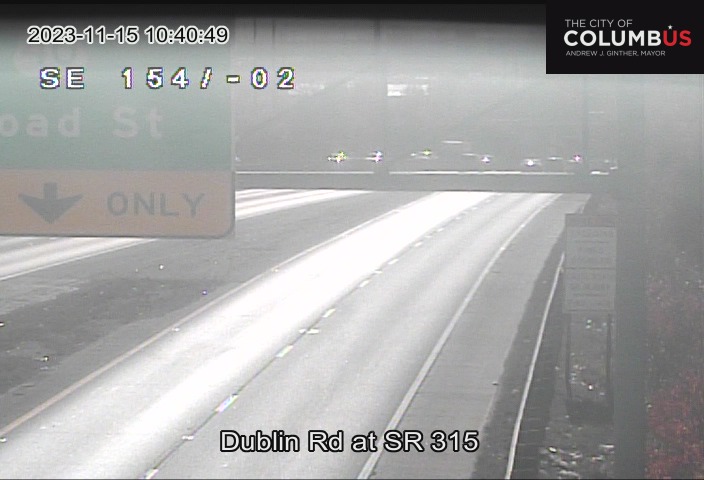 2023-11-15 10:40:49
THE CITY OF
COLUMBUS
ANDREW J. GINTHER, MAYOR
SE 154/-02
oad St
ONLY
Dublin Rd at SR 315